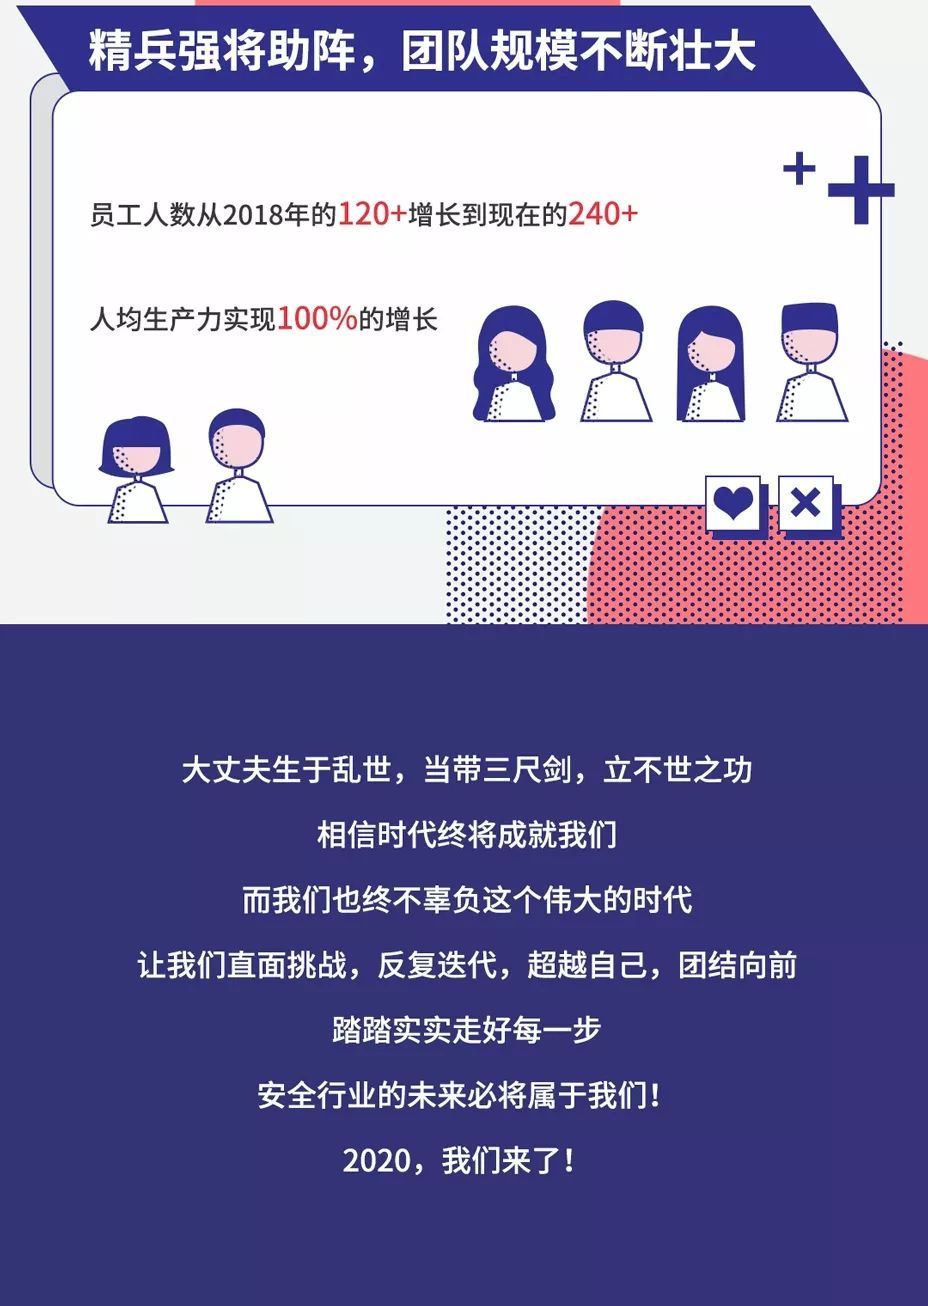 精兵强将助阵，团队规模不断壮大
员工人数从2018年的120+增长到现在的240+
人均生产力实现100%的增长
大丈夫生于乱世，当带三尺剑，立不世之功
相信时代终将成就我们
而我们也终不辜负这个伟大的时代
让我们直面挑战，反复迭代，超越自己，团结向前
踏踏实实走好每一步
安全行业的未来必将属于我们！
2020，我们来了！